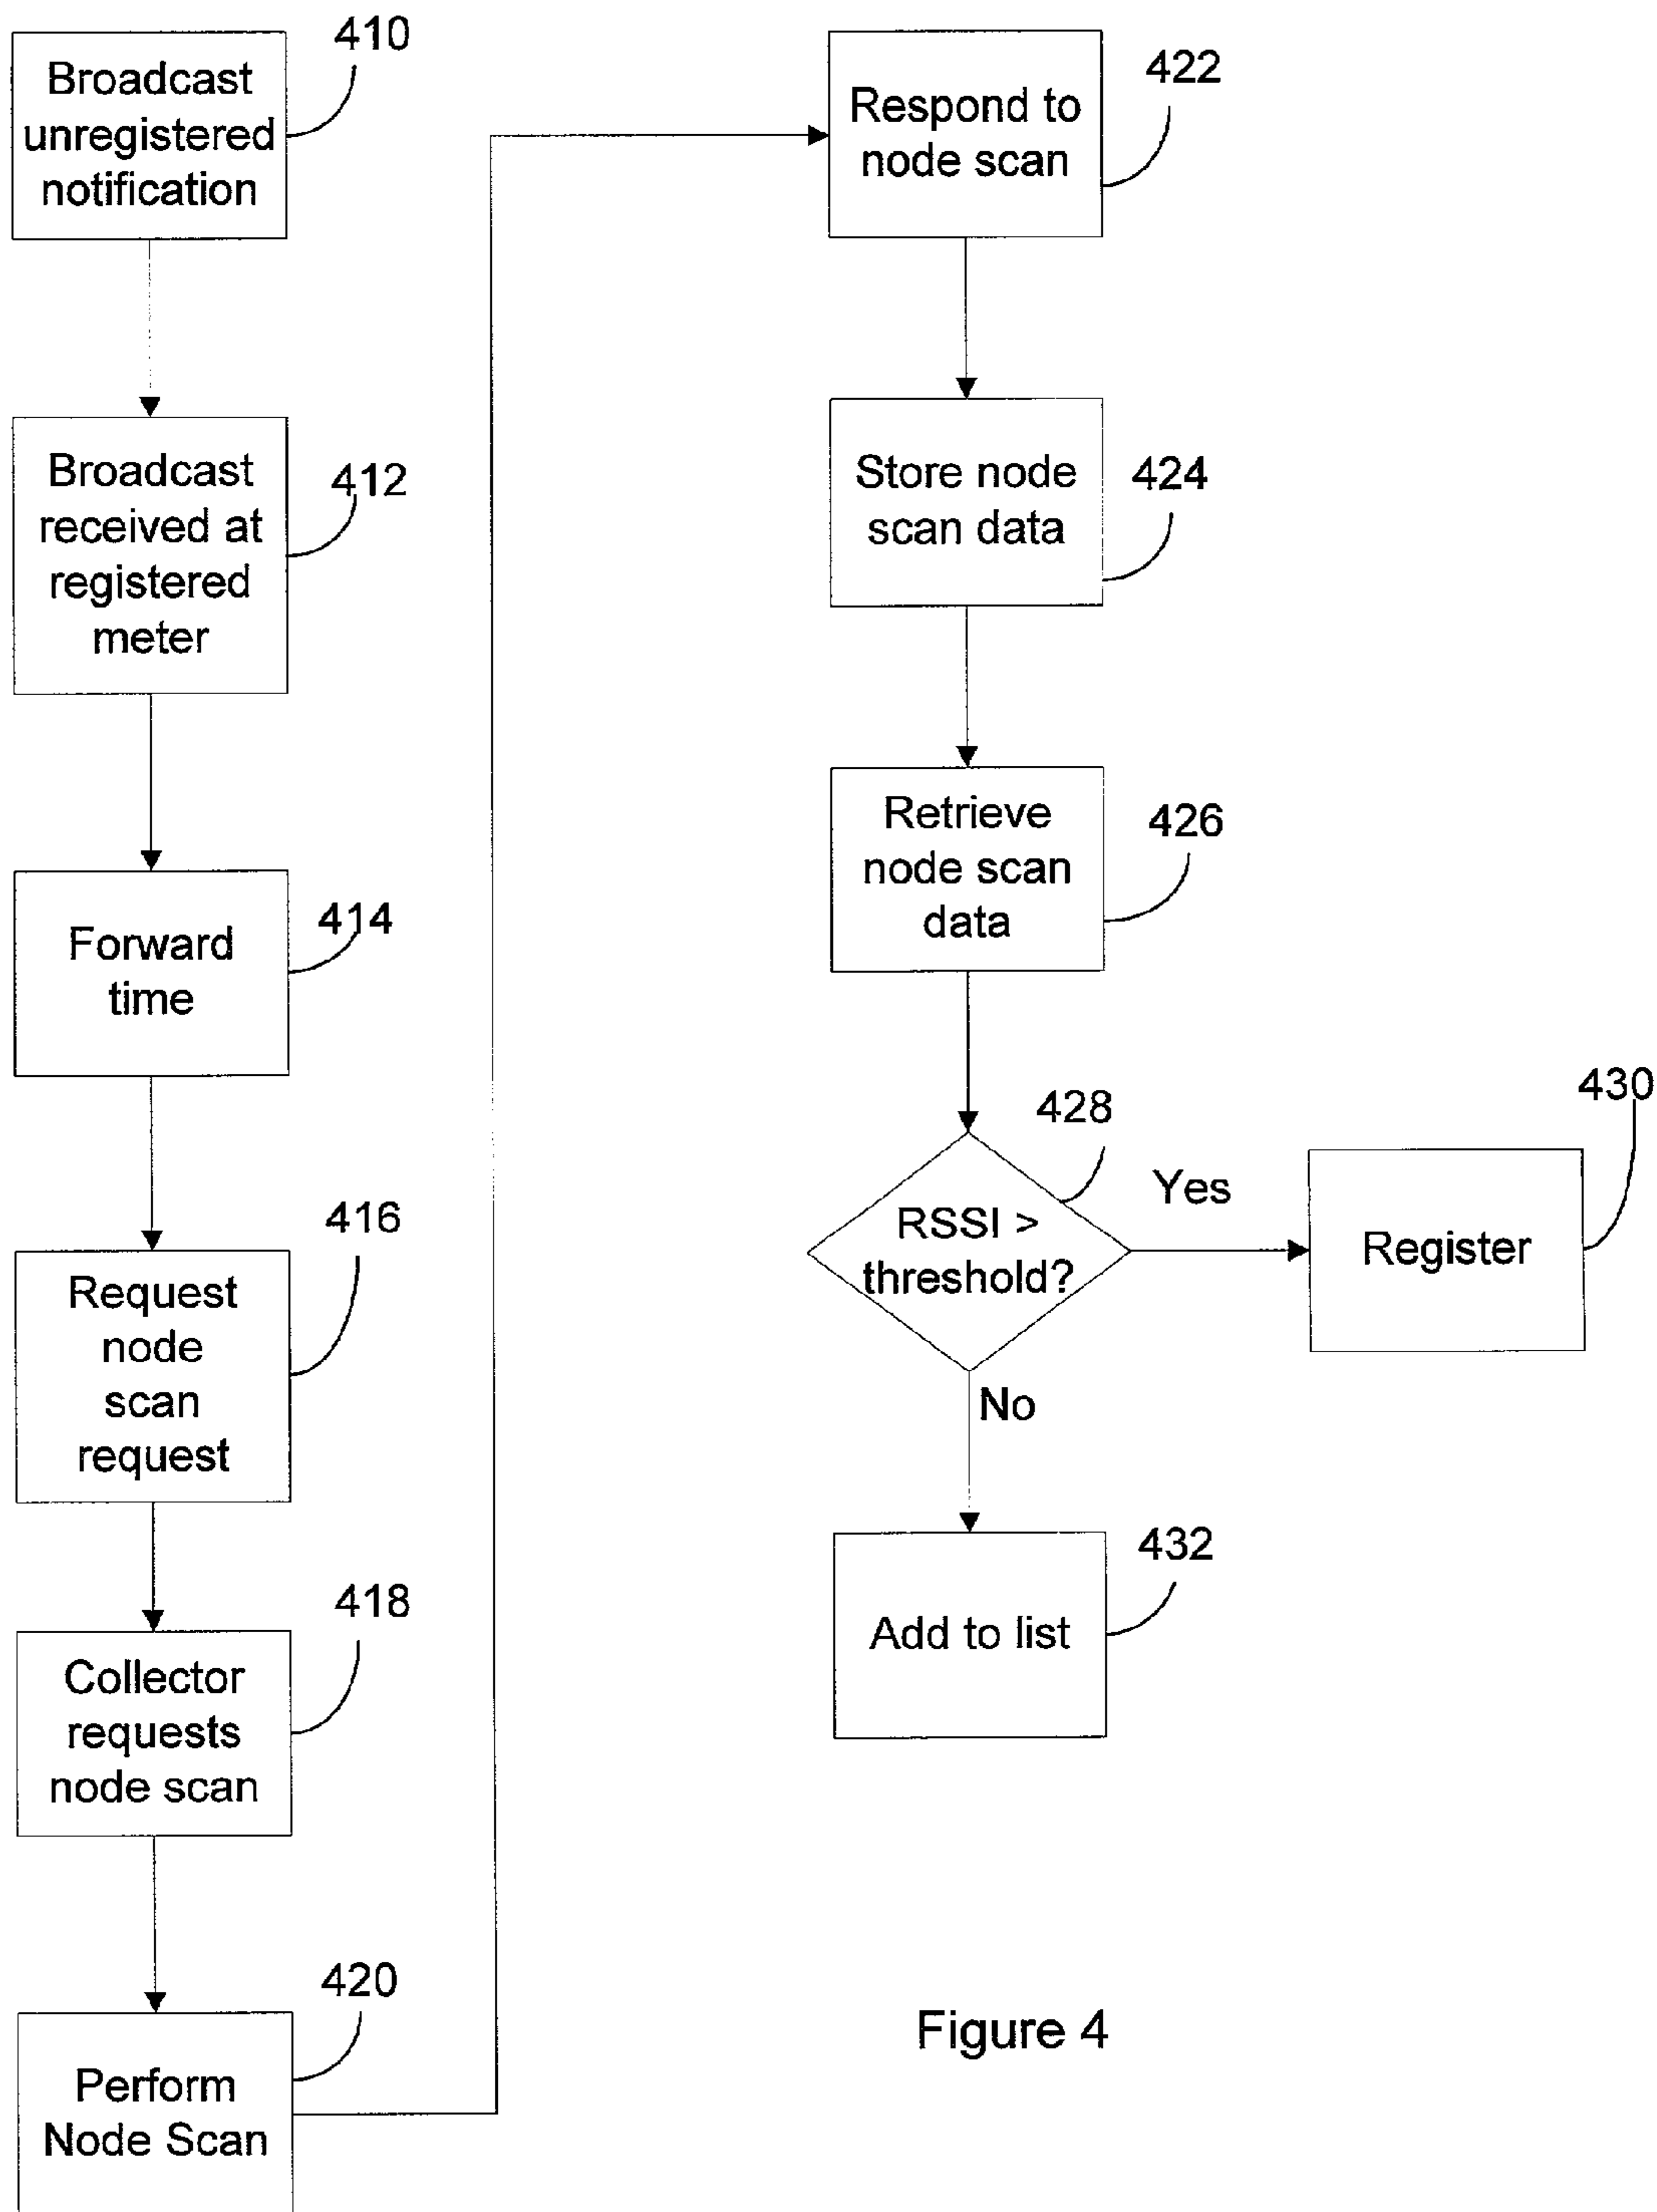 410
Broadcast
unregistered
notification
412
Broadcast
received at
registered
meter
414
Forward
time
416
Request
node
scan
request
418
Collector
requests
node scan
420
Perform
Node Scan
422
Respond to
node scan
424
Store node
scan data
426
Retrieve
node scan
data
428
RSSI >
threshold?
Yes
430
Register
No
432
Add to list
Figure 4